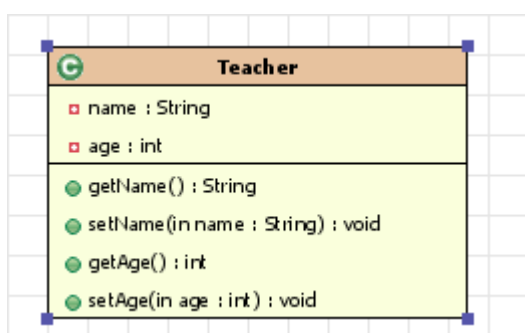 C Teacher
name : String
age : int
getName() : String
setName(in name : String) : void
getAge() : int
setAge(in age : int) : void